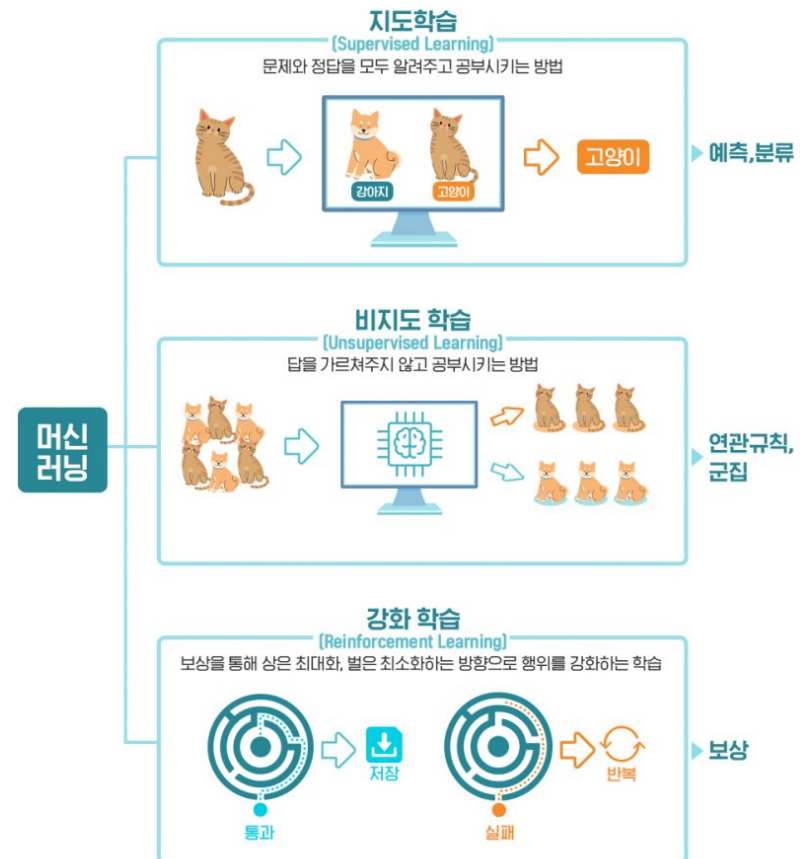 지도학습
(Supervised Learning)
문제와 정답을 모두 알려주고 공부시키는 방법
강아지
고양이
고양이
예측,분류
비지도 학습
(Unsupervised Learning)
답을 가르쳐주지 않고 공부시키는 방법
머신
러닝
연관규칙,
군집
강화 학습
(Reinforcement Learning)
보상을 통해 상은 최대화, 벌은 최소화하는 방향으로 행위를 강화하는 학습
저장
반복
보상
통과
실패